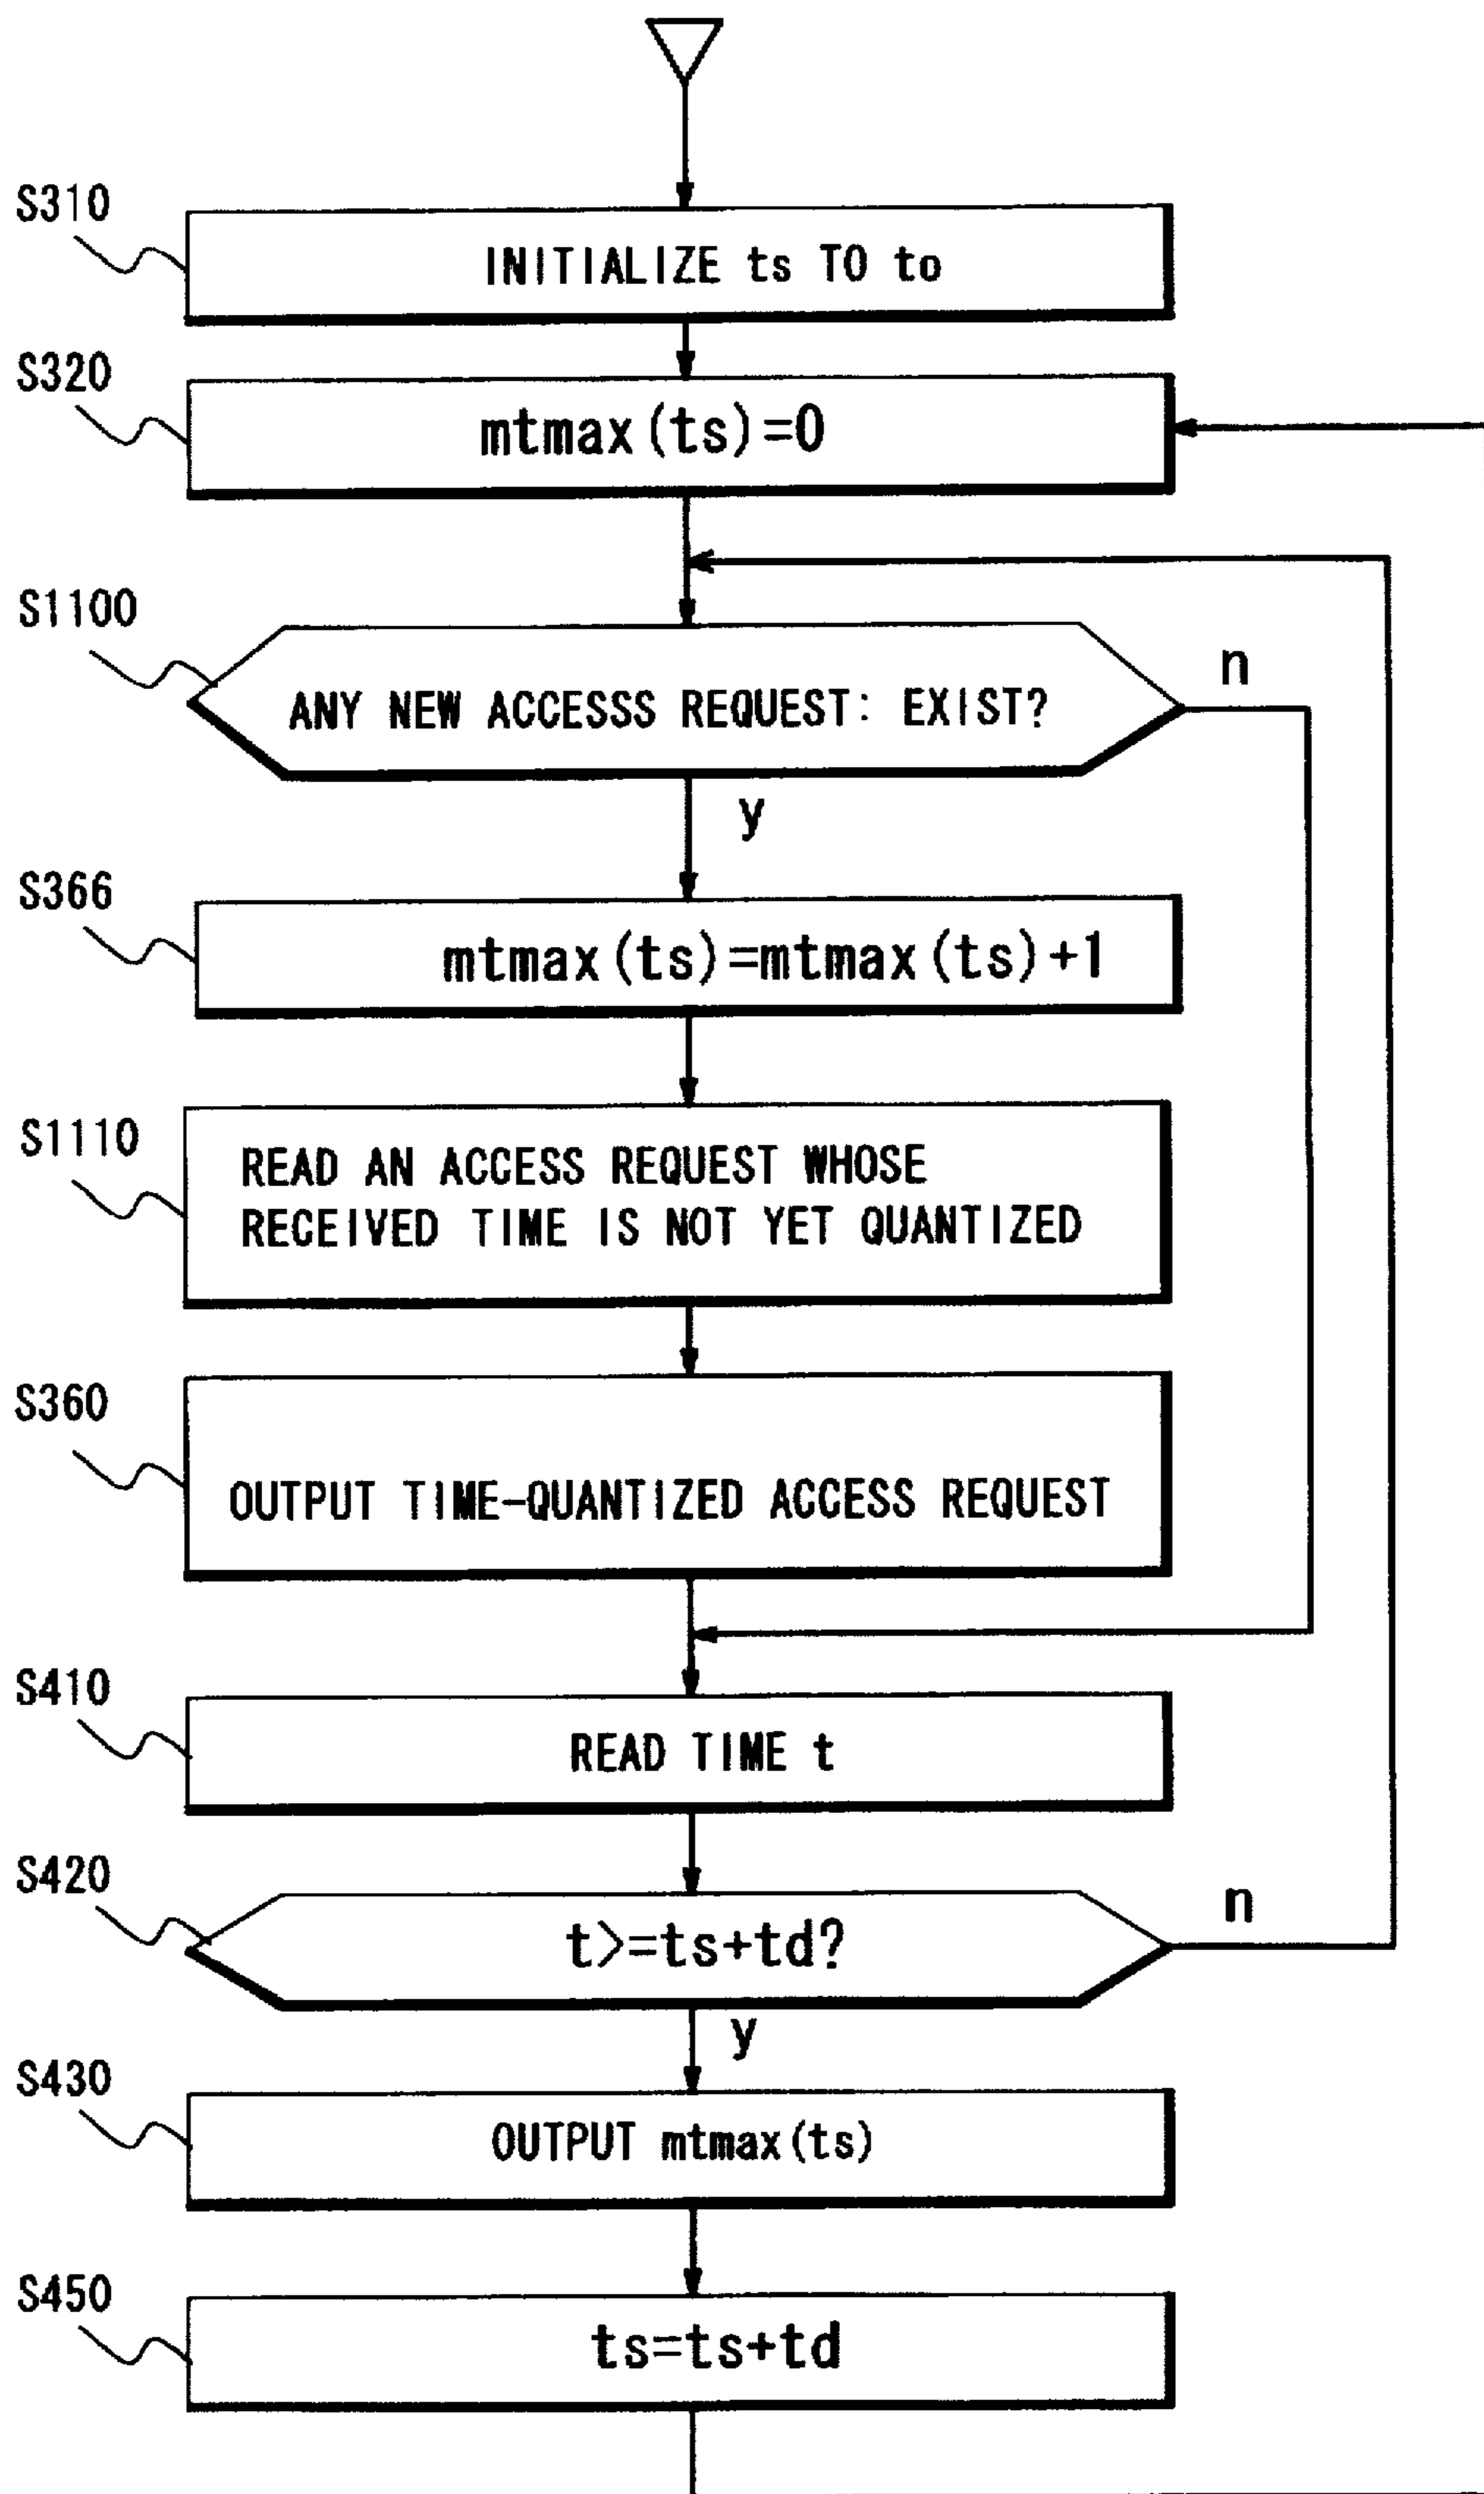 S310
INITIALIZE ts TO to
S320
mtmax(ts)=0
S1100
ANY NEW ACCESSS REQUEST: EXIST?
n
y
S366
mtmax(ts)=mtmax(ts)+1
S1110
READ AN ACCESS REQUEST WHOSE
RECEIVED TIME IS NOT YET QUANTIZED
S360
OUTPUT TIME-QUANTIZED ACCESS REQUEST
S410
READ TIME t
S420
t>=ts+td?
n
y
S430
OUTPUT mtmax(ts)
S450
ts=ts+td